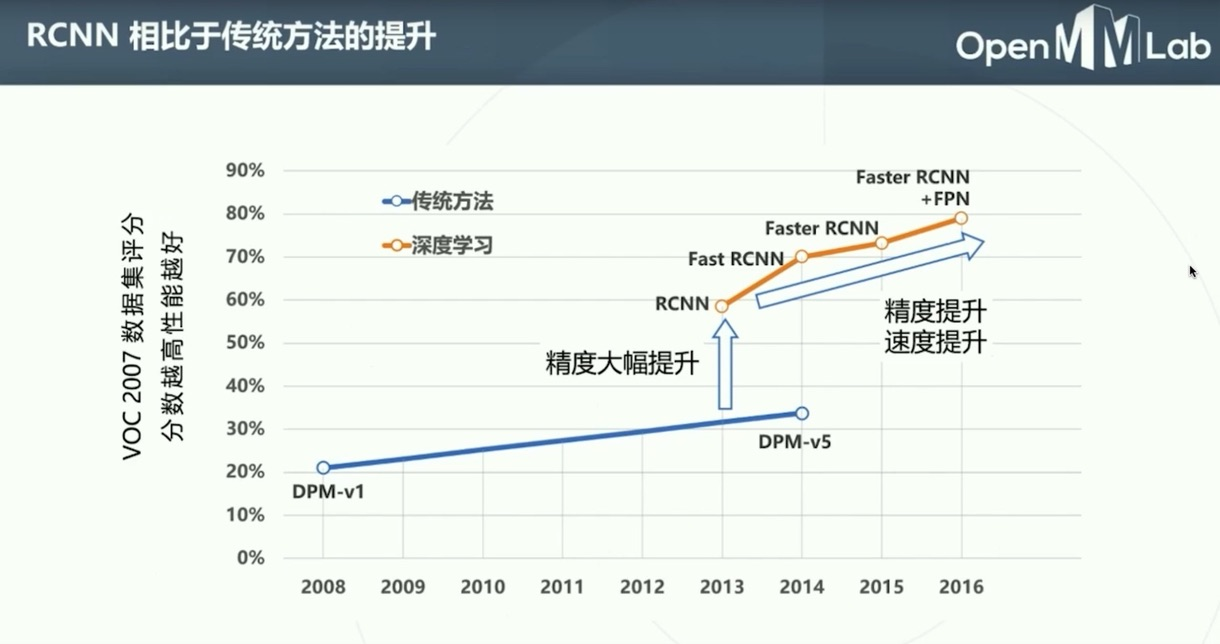 RCNN 相比于传统方法的提升
OpenMMLab
VOC 2007 数据集评分
分数越高性能越好
90%
80%
70%
60%
50%
40%
30%
20%
10%
0%
传统方法
深度学习
Faster RCNN
+FPN
Faster RCNN
Fast RCNN
RCNN
精度提升
速度提升
精度大幅提升
DPM-v5
DPM-v1
2008
2009
2010
2011
2012
2013
2014
2015
2016